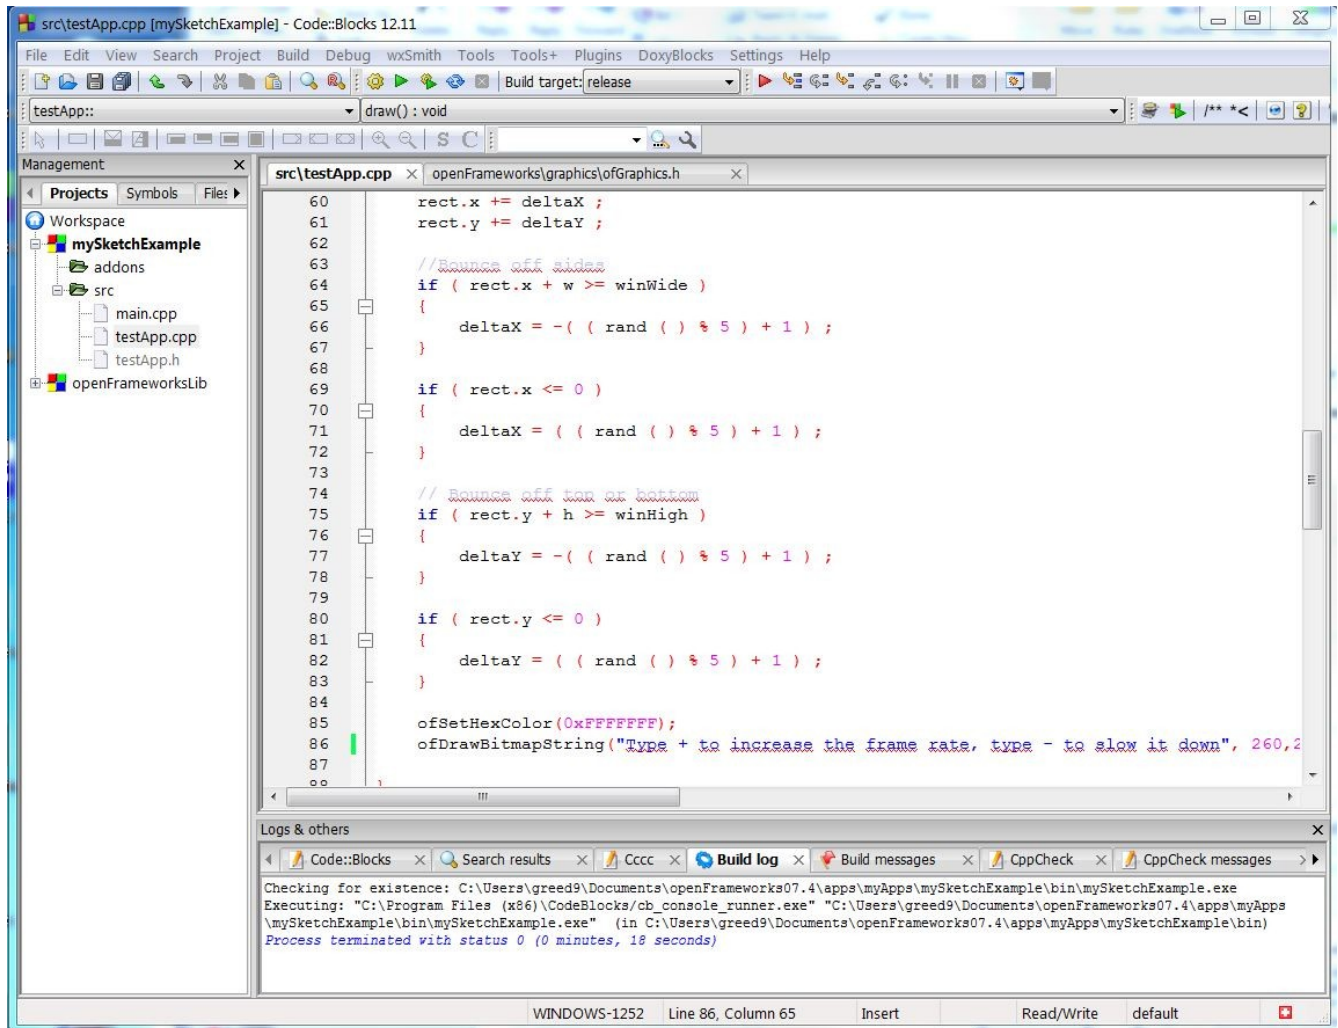 src\testApp.cpp [mySketchExample] - Code::Blocks 12.11
File Edit View Search Project Build Debug wxSmith Tools Tools+ Plugins DoxyBlocks Settings Help
Build target: release
testApp:: draw() : void /** *<
S C
Management
Projects Symbols Files
Workspace
mySketchExample
addons
src
main.cpp
testApp.cpp
testApp.h
openFrameworksLib
src\testApp.cpp openFrameworks\graphics\ofGraphics.h
60 rect.x += deltaX ;
61 rect.y += deltaY ;
62
63 //Bounce off sides
64 if ( rect.x + w >= winWide )
65 {
66 deltaX = -( ( rand ( ) % 5 ) + 1 ) ;
67 }
68
69 if ( rect.x <= 0 )
70 {
71 deltaX = ( ( rand ( ) % 5 ) + 1 ) ;
72 }
73
74 // Bounce off top or bottom
75 if ( rect.y + h >= winHigh )
76 {
77 deltaY = -( ( rand ( ) % 5 ) + 1 ) ;
78 }
79
80 if ( rect.y <= 0 )
81 {
82 deltaY = ( ( rand ( ) % 5 ) + 1 ) ;
83 }
84
85 ofSetHexColor(0xFFFFFFF);
86 ofDrawBitmapString("Type + to increase the frame rate, type - to slow it down", 260,2
87
88 }
Logs & others
Code::Blocks Search results Cccc Build log Build messages CppCheck CppCheck messages
Checking for existence: C:\Users\greed9\Documents\openFrameworks07.4\apps\myApps\mySketchExample\bin\mySketchExample.exe
Executing: "C:\Program Files (x86)\CodeBlocks/cb_console_runner.exe" "C:\Users\greed9\Documents\openFrameworks07.4\apps\myApps
\mySketchExample\bin\mySketchExample.exe" (in C:\Users\greed9\Documents\openFrameworks07.4\apps\myApps\mySketchExample\bin)
Process terminated with status 0 (0 minutes, 18 seconds)
WINDOWS-1252 Line 86, Column 65 Insert Read/Write default